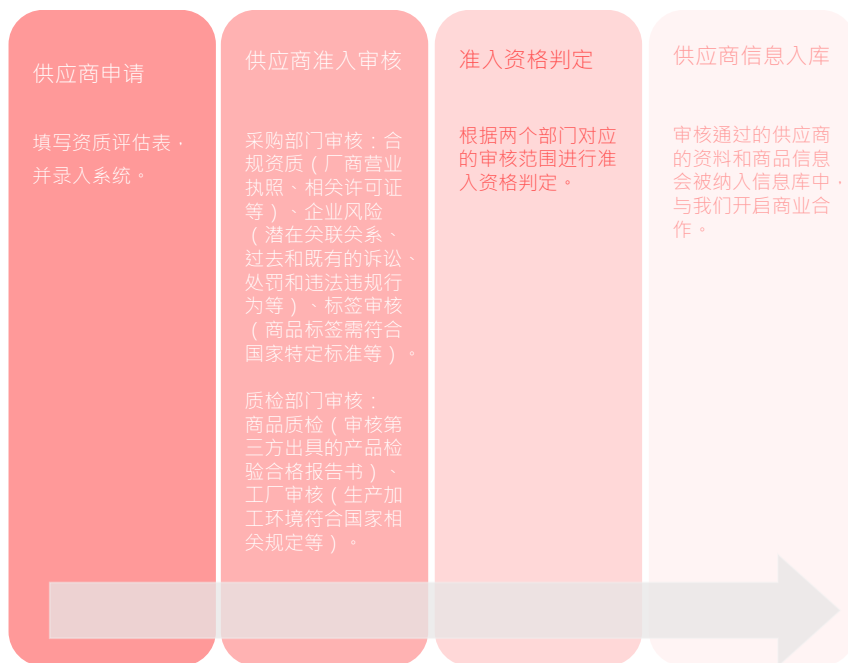 供应商申请
填写资质评估表，
并录入系统。
供应商准入审核
采购部门审核：合
规资质（厂商营业
执照、相关许可证
等）、企业风险
（潜在关联关系、
过去和既有的诉讼、
处罚和违法违规行
为等）、标签审核
（商品标签需符合
国家特定标准等）。
质检部门审核：
商品质检（审核第
三方出具的产品检
验合格报告书）、
工厂审核（生产加
工环境符合国家相
关规定等）。
准入资格判定
根据两个部门对应
的审核范围进行准
入资格判定。
供应商信息入库
审核通过的供应商
的资料和商品信息
会被纳入信息库中，
与我们开启商业合
作。